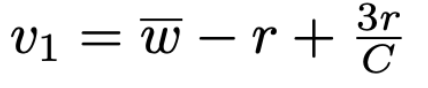 v₁ = w̅ − r + 3r/C